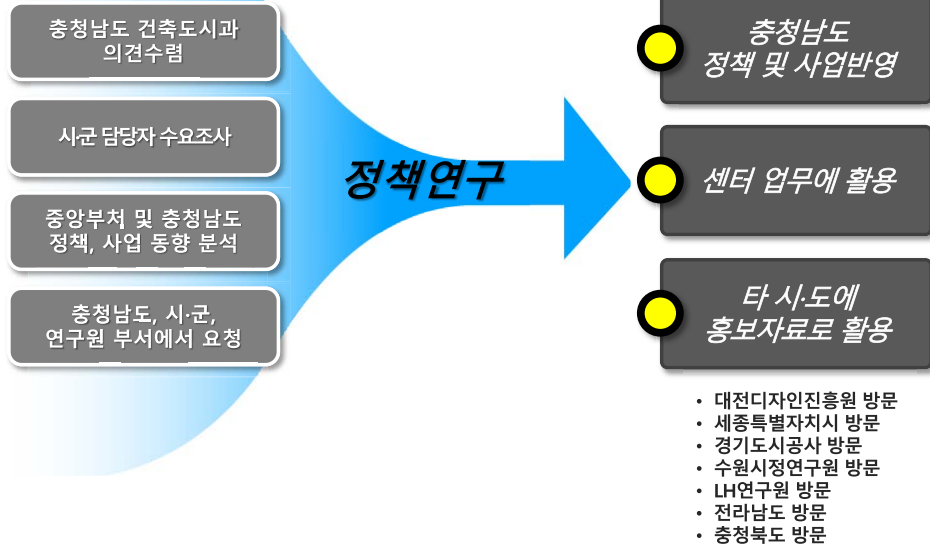 충청남도 건축도시과
의견수렴
시·군 담당자 수요조사
중앙부처 및 충청남도
정책, 사업 동향 분석
충청남도, 시·군,
연구원 부서에서 요청
정책연구
충청남도
정책 및 사업반영
센터 업무에 활용
타 시·도에
홍보자료로 활용
• 대전디자인진흥원 방문
• 세종특별자치시 방문
• 경기도시공사 방문
• 수원시정연구원 방문
• LH연구원 방문
• 전라남도 방문
• 충청북도 방문